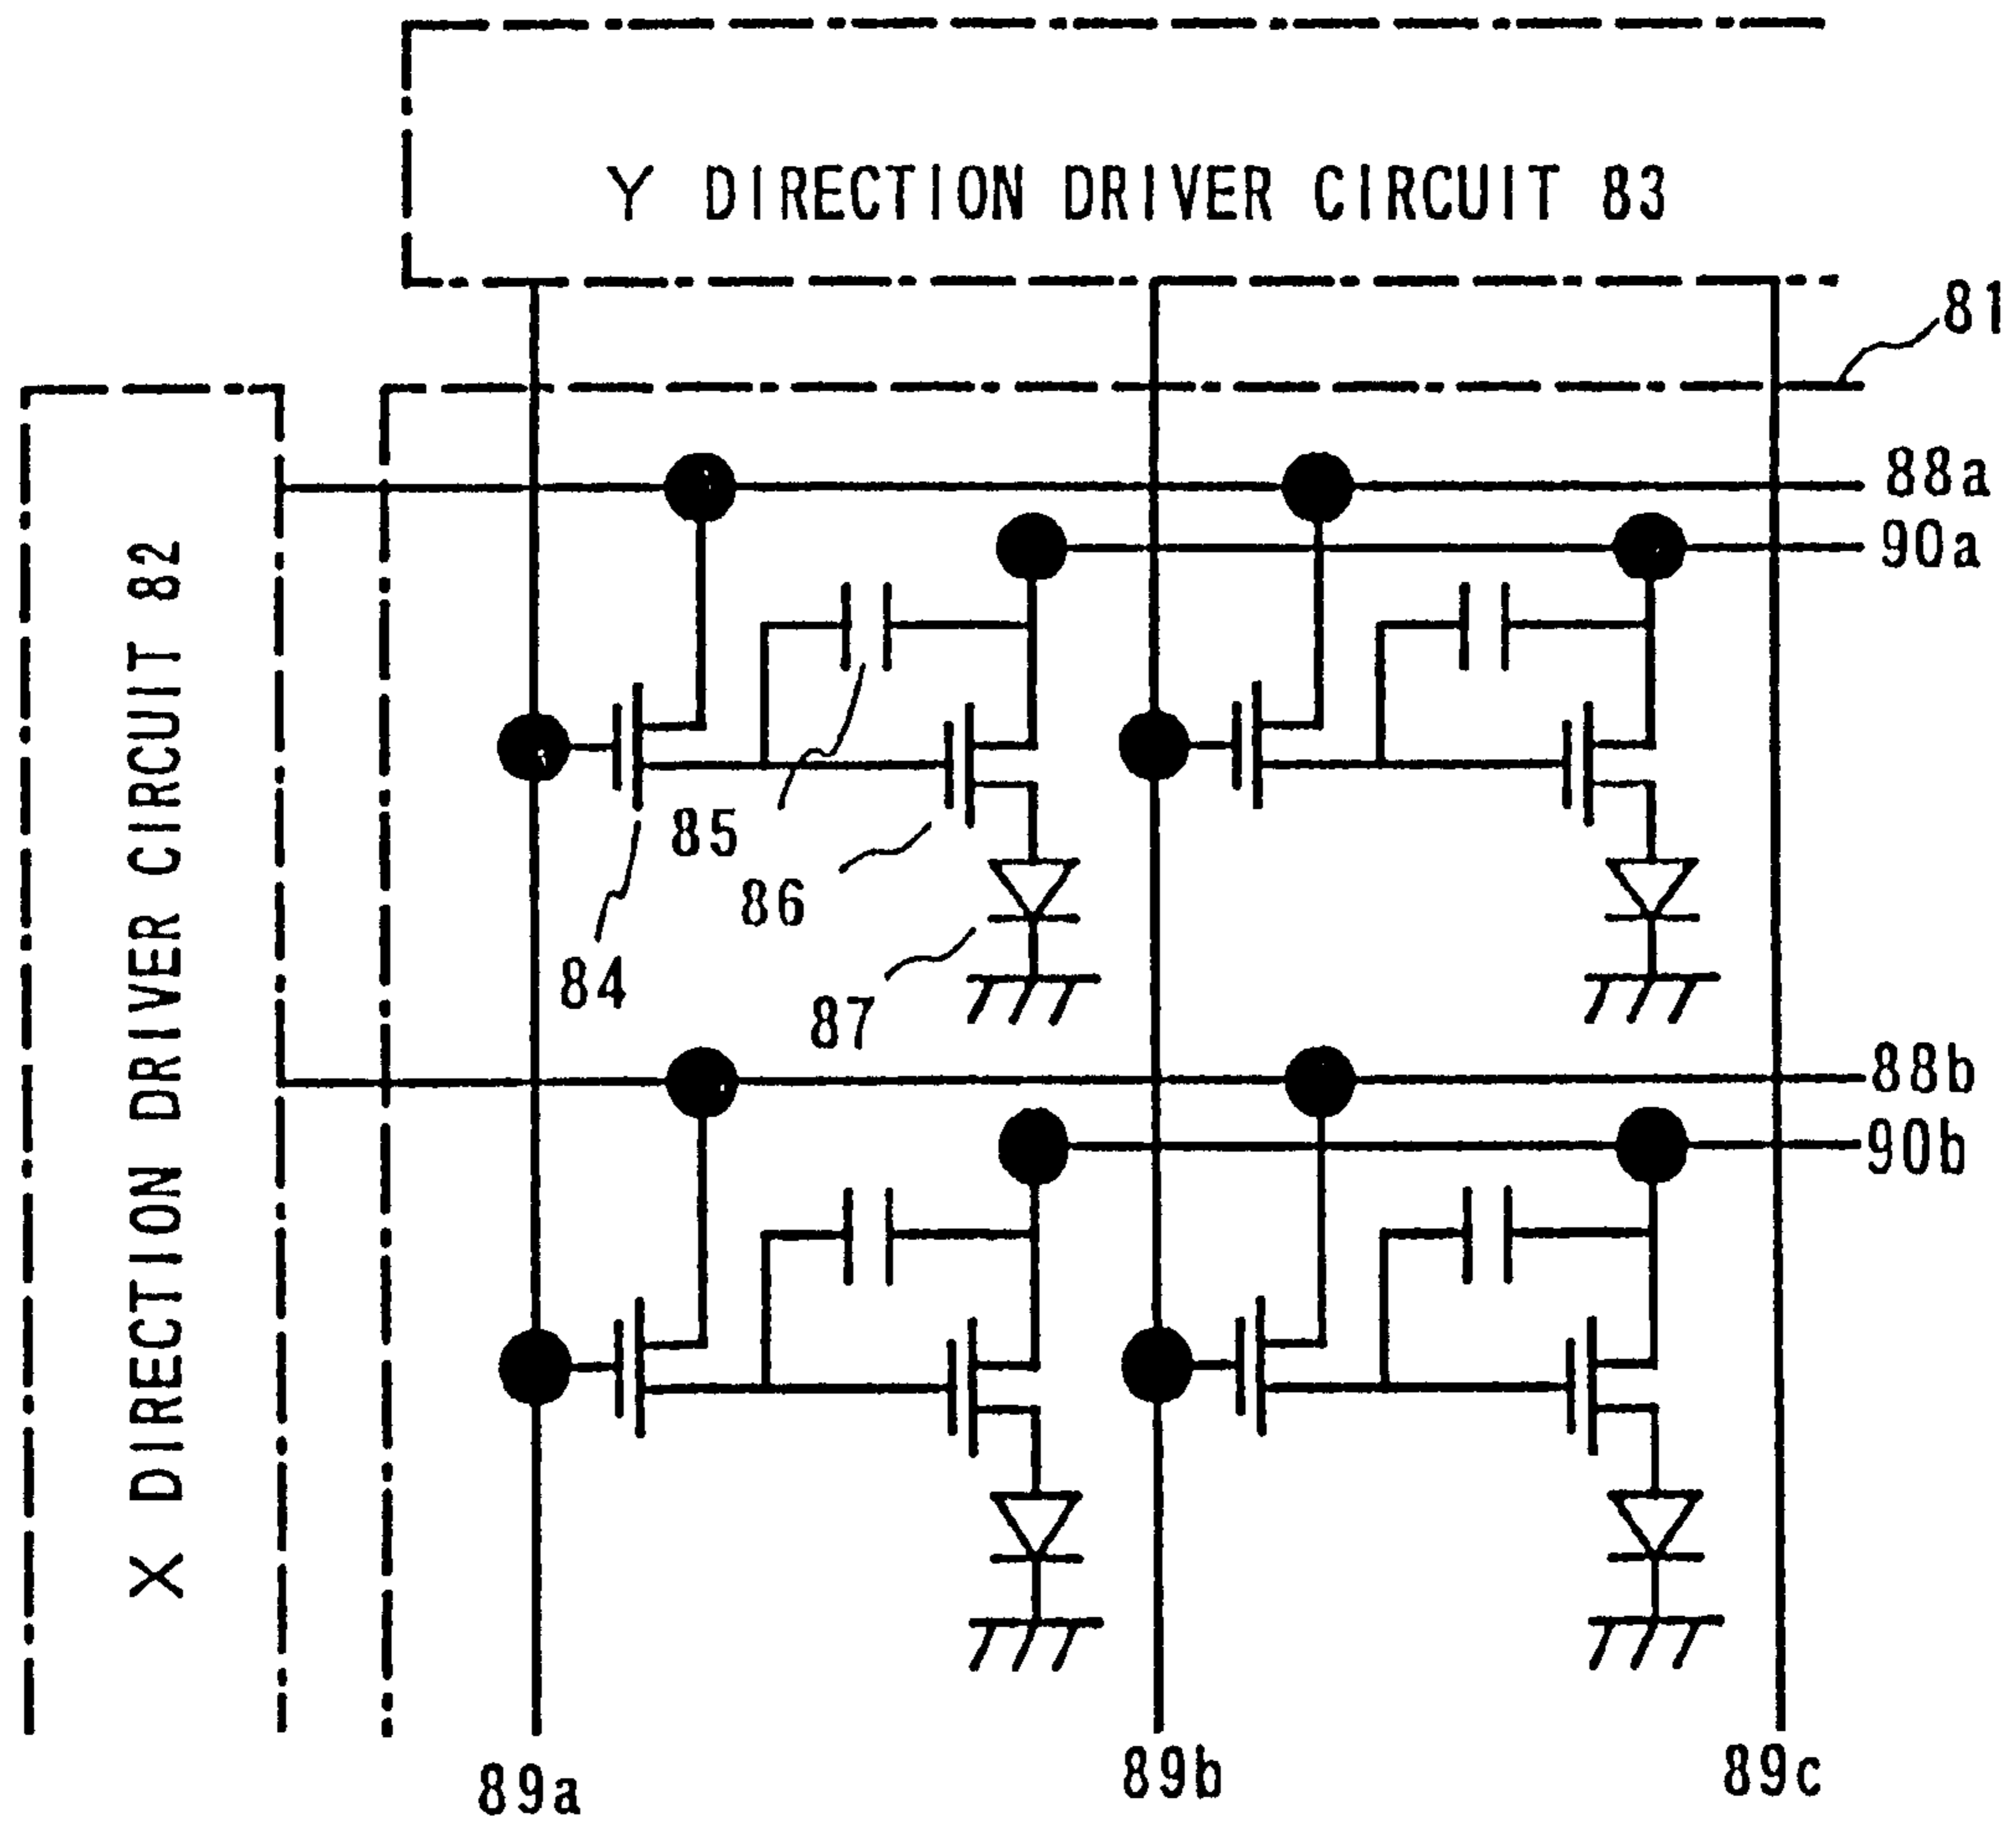 Y DIRECTION DRIVER CIRCUIT 83
81
X DIRECTION DRIVER CIRCUIT 82
88a
90a
85
86
84
87
88b
90b
89a
89b
89c